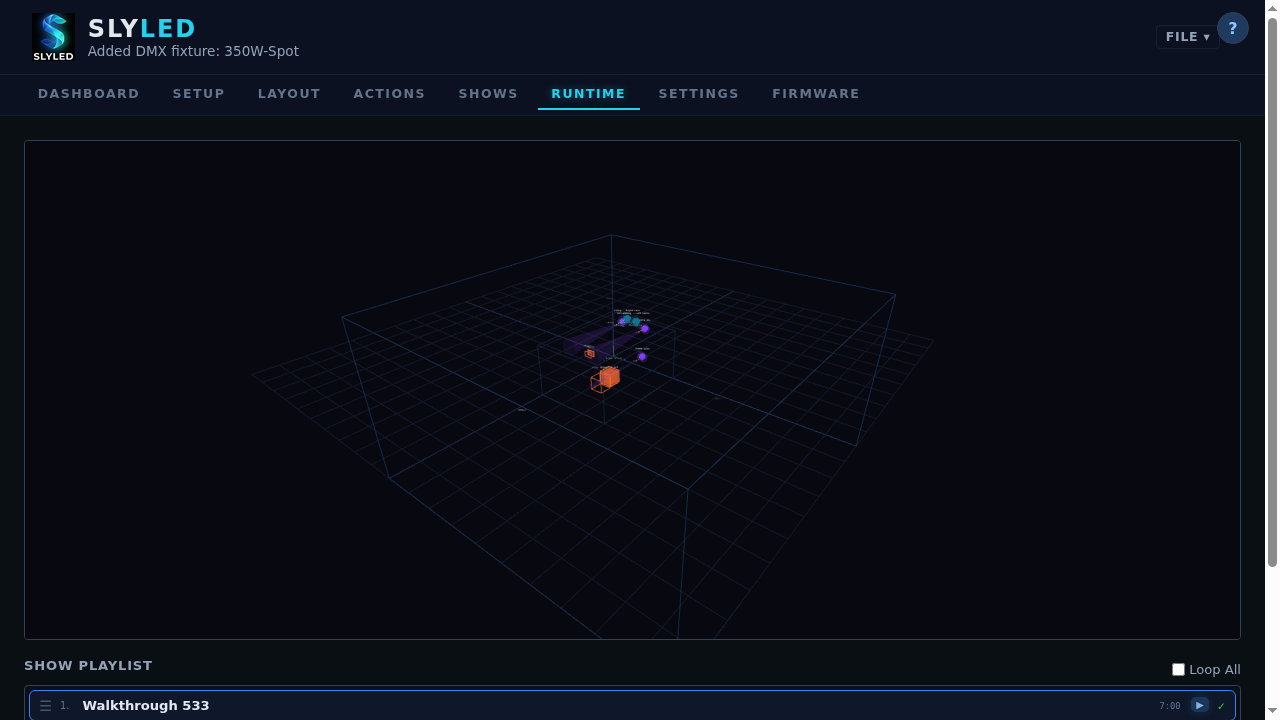 SLYLED
SLYLED
Added DMX fixture: 350W-Spot
FILE ▾
?
DASHBOARD
SETUP
LAYOUT
ACTIONS
SHOWS
RUNTIME
SETTINGS
FIRMWARE
SHOW PLAYLIST
Loop All
1.
Walkthrough 533
7:00